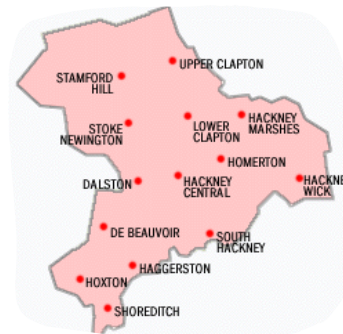 UPPER CLAPTON
STAMFORD
HILL
STOKE
NEWINGTON
LOWER
CLAPTON
HACKNEY
MARSHES
HOMERTON
DALSTON
HACKNEY
CENTRAL
HACKNE
WICK
DE BEAUVOIR
SOUTH
HACKNEY
HAGGERSTON
HOXTON
SHOREDITCH